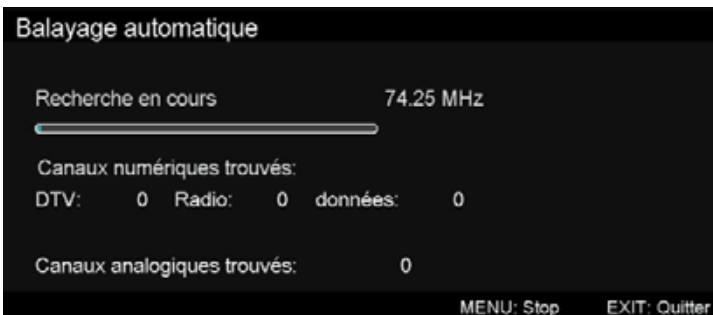 Balayage automatique
Recherche en cours 74.25 MHz
Canaux numériques trouvés:
DTV: 0 Radio: 0 données: 0
Canaux analogiques trouvés: 0
MENU: Stop EXIT: Quitter